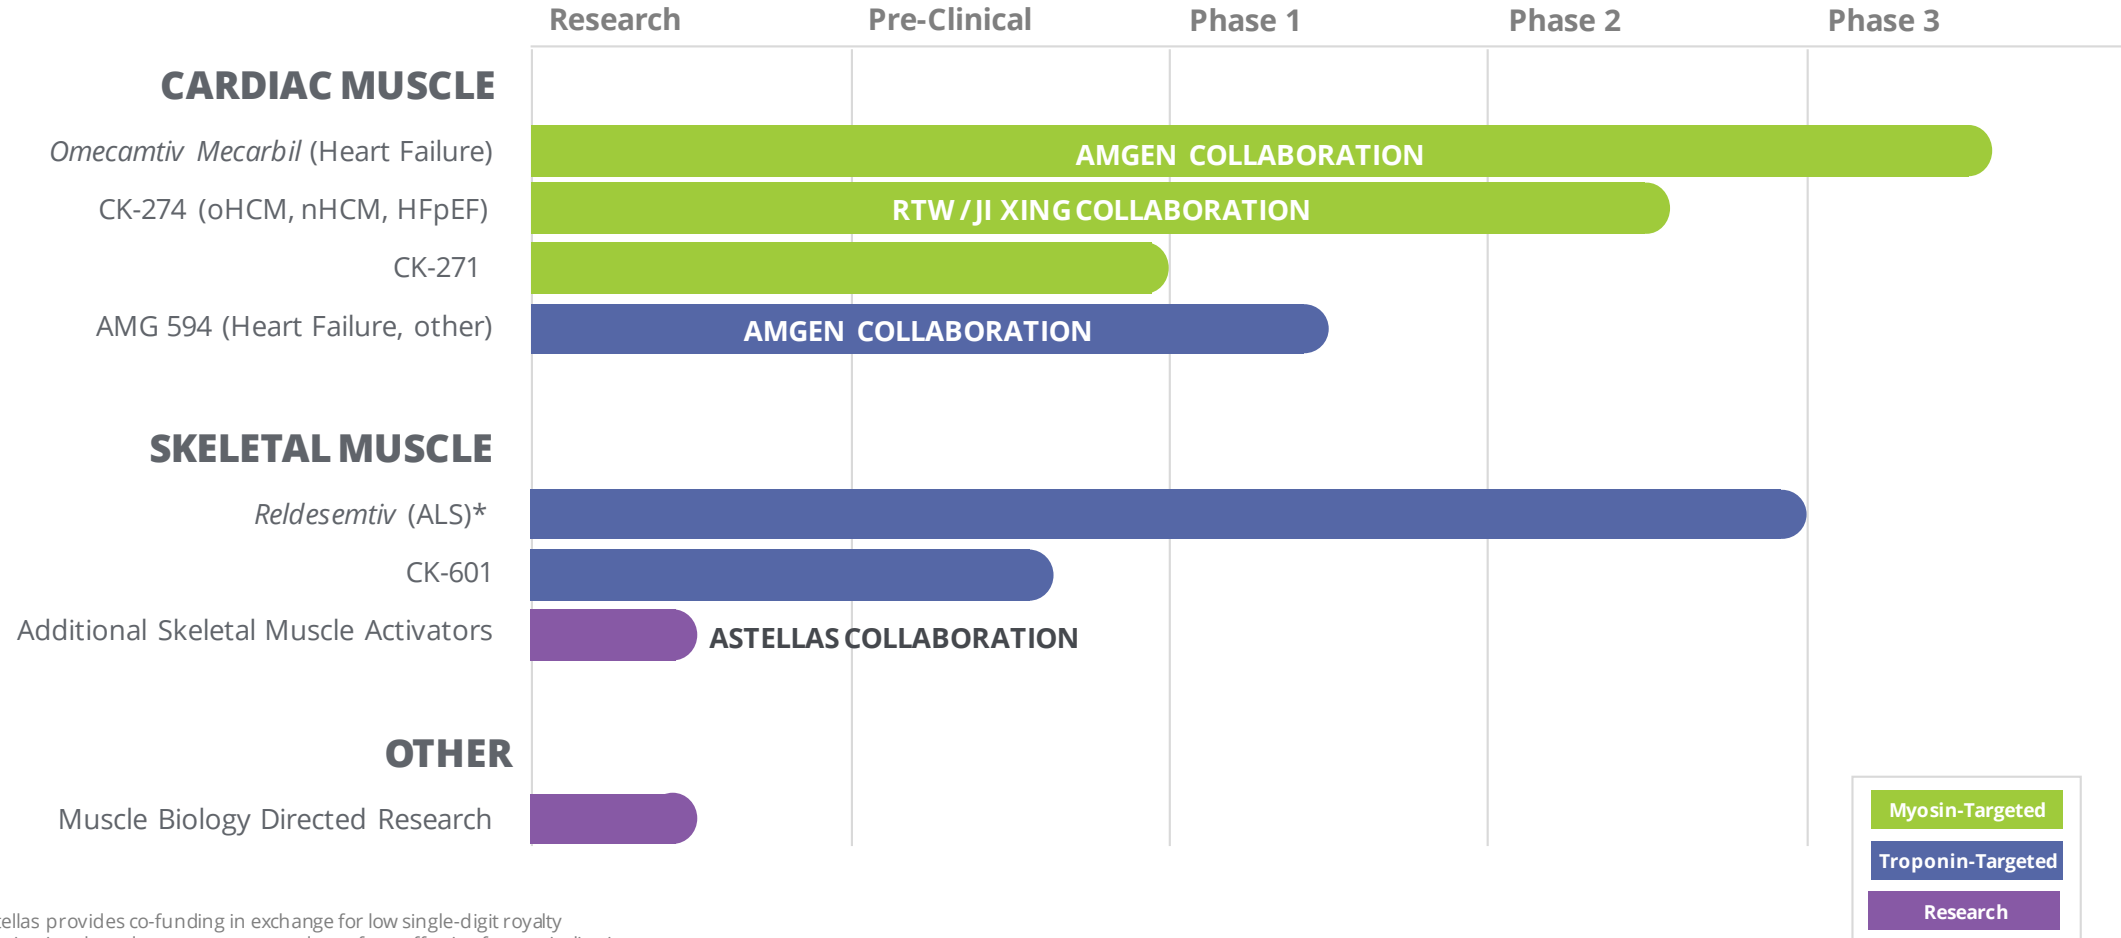 Research Pre-Clinical Phase 1 Phase 2 Phase 3
CARDIAC MUSCLE
Omecamtiv Mecarbil (Heart Failure) AMGEN COLLABORATION
CK-274 (oHCM, nHCM, HFpEF) RTW / JI XING COLLABORATION
CK-271
AMG 594 (Heart Failure, other) AMGEN COLLABORATION
SKELETAL MUSCLE
Reldesemtiv (ALS)*
CK-601
Additional Skeletal Muscle Activators ASTELLAS COLLABORATION
OTHER
Muscle Biology Directed Research
Myosin-Targeted
Troponin-Targeted
Research
provides co-funding in exchange for low single-digit royalty